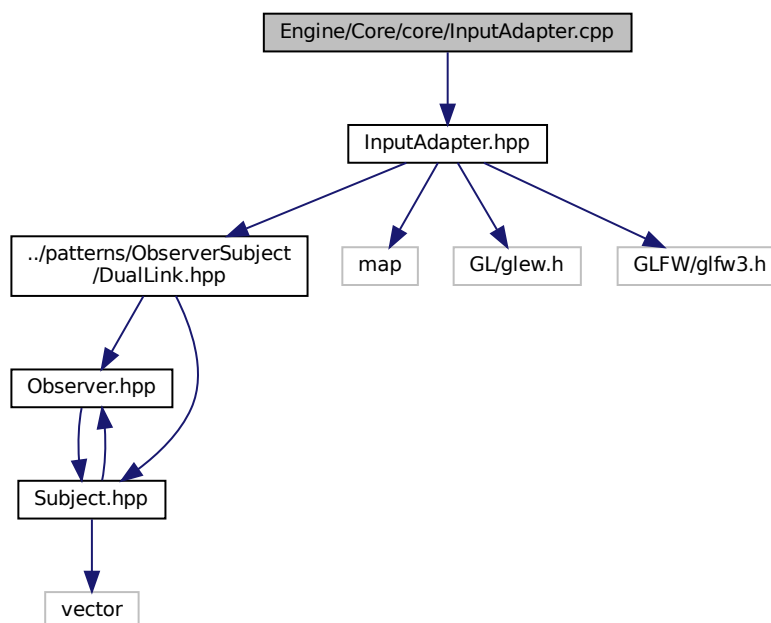 Engine/Core/core/InputAdapter.cpp
InputAdapter.hpp
../patterns/ObserverSubject
/DualLink.hpp
map
GL/glew.h
GLFW/glfw3.h
Observer.hpp
Subject.hpp
vector